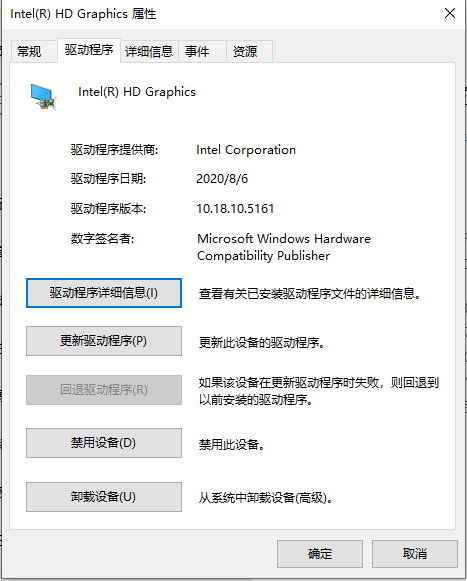 Intel(R) HD Graphics 属性
常规 驱动程序 详细信息 事件 资源
Intel(R) HD Graphics
驱动程序提供商: Intel Corporation
驱动程序日期: 2020/8/6
驱动程序版本: 10.18.10.5161
数字签名者: Microsoft Windows Hardware
Compatibility Publisher
驱动程序详细信息(I) 查看有关已安装驱动程序文件的详细信息。
更新驱动程序(P) 更新此设备的驱动程序。
回退驱动程序(R) 如果该设备在更新驱动程序时失败，则回退到
以前安装的驱动程序。
禁用设备(D) 禁用此设备。
卸载设备(U) 从系统中卸载设备(高级)。
确定 取消